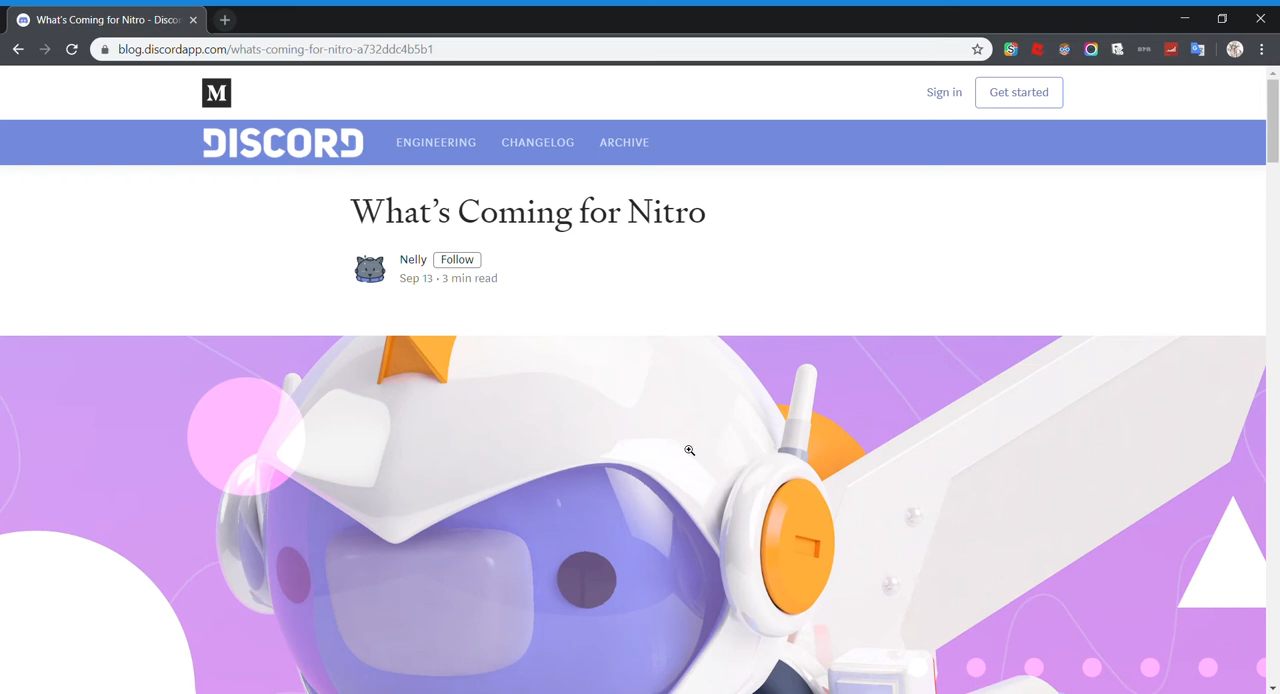 What's Coming for Nitro - Discor
blog.discordapp.com/whats-coming-for-nitro-a732ddc4b5b1
M
Sign in
Get started
DISCORD
ENGINEERING
CHANGELOG
ARCHIVE
What's Coming for Nitro
Nelly
Follow
Sep 13 · 3 min read